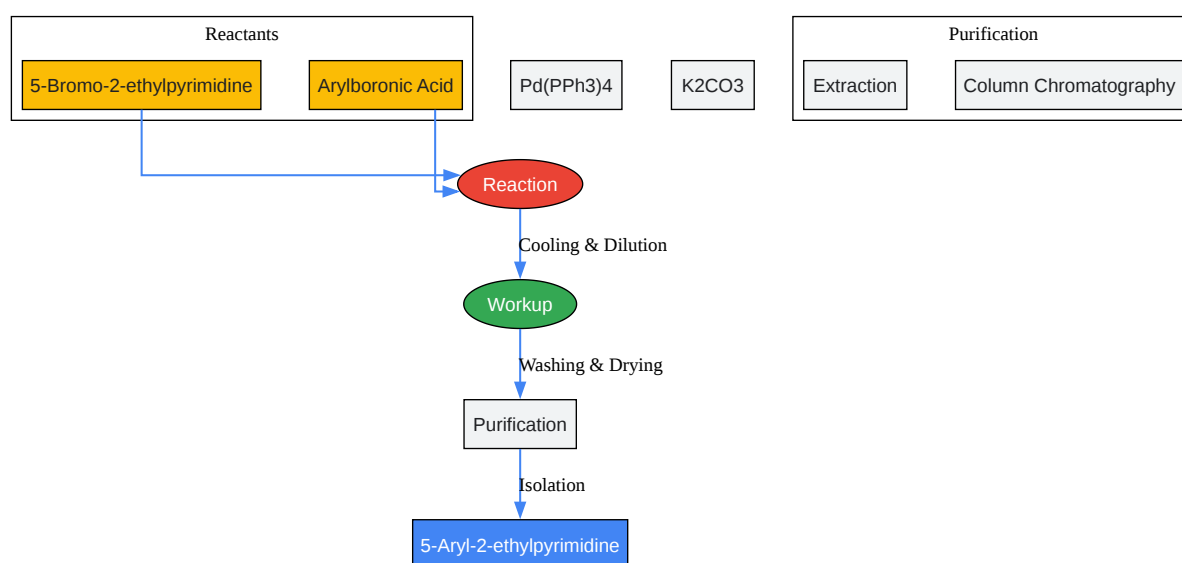 Reactants
Purification
5-Bromo-2-ethylpyrimidine
Arylboronic Acid
Pd(PPh3)4
K2CO3
Extraction
Column Chromatography
Reaction
Cooling & Dilution
Workup
Washing & Drying
Purification
Isolation
5-Aryl-2-ethylpyrimidine